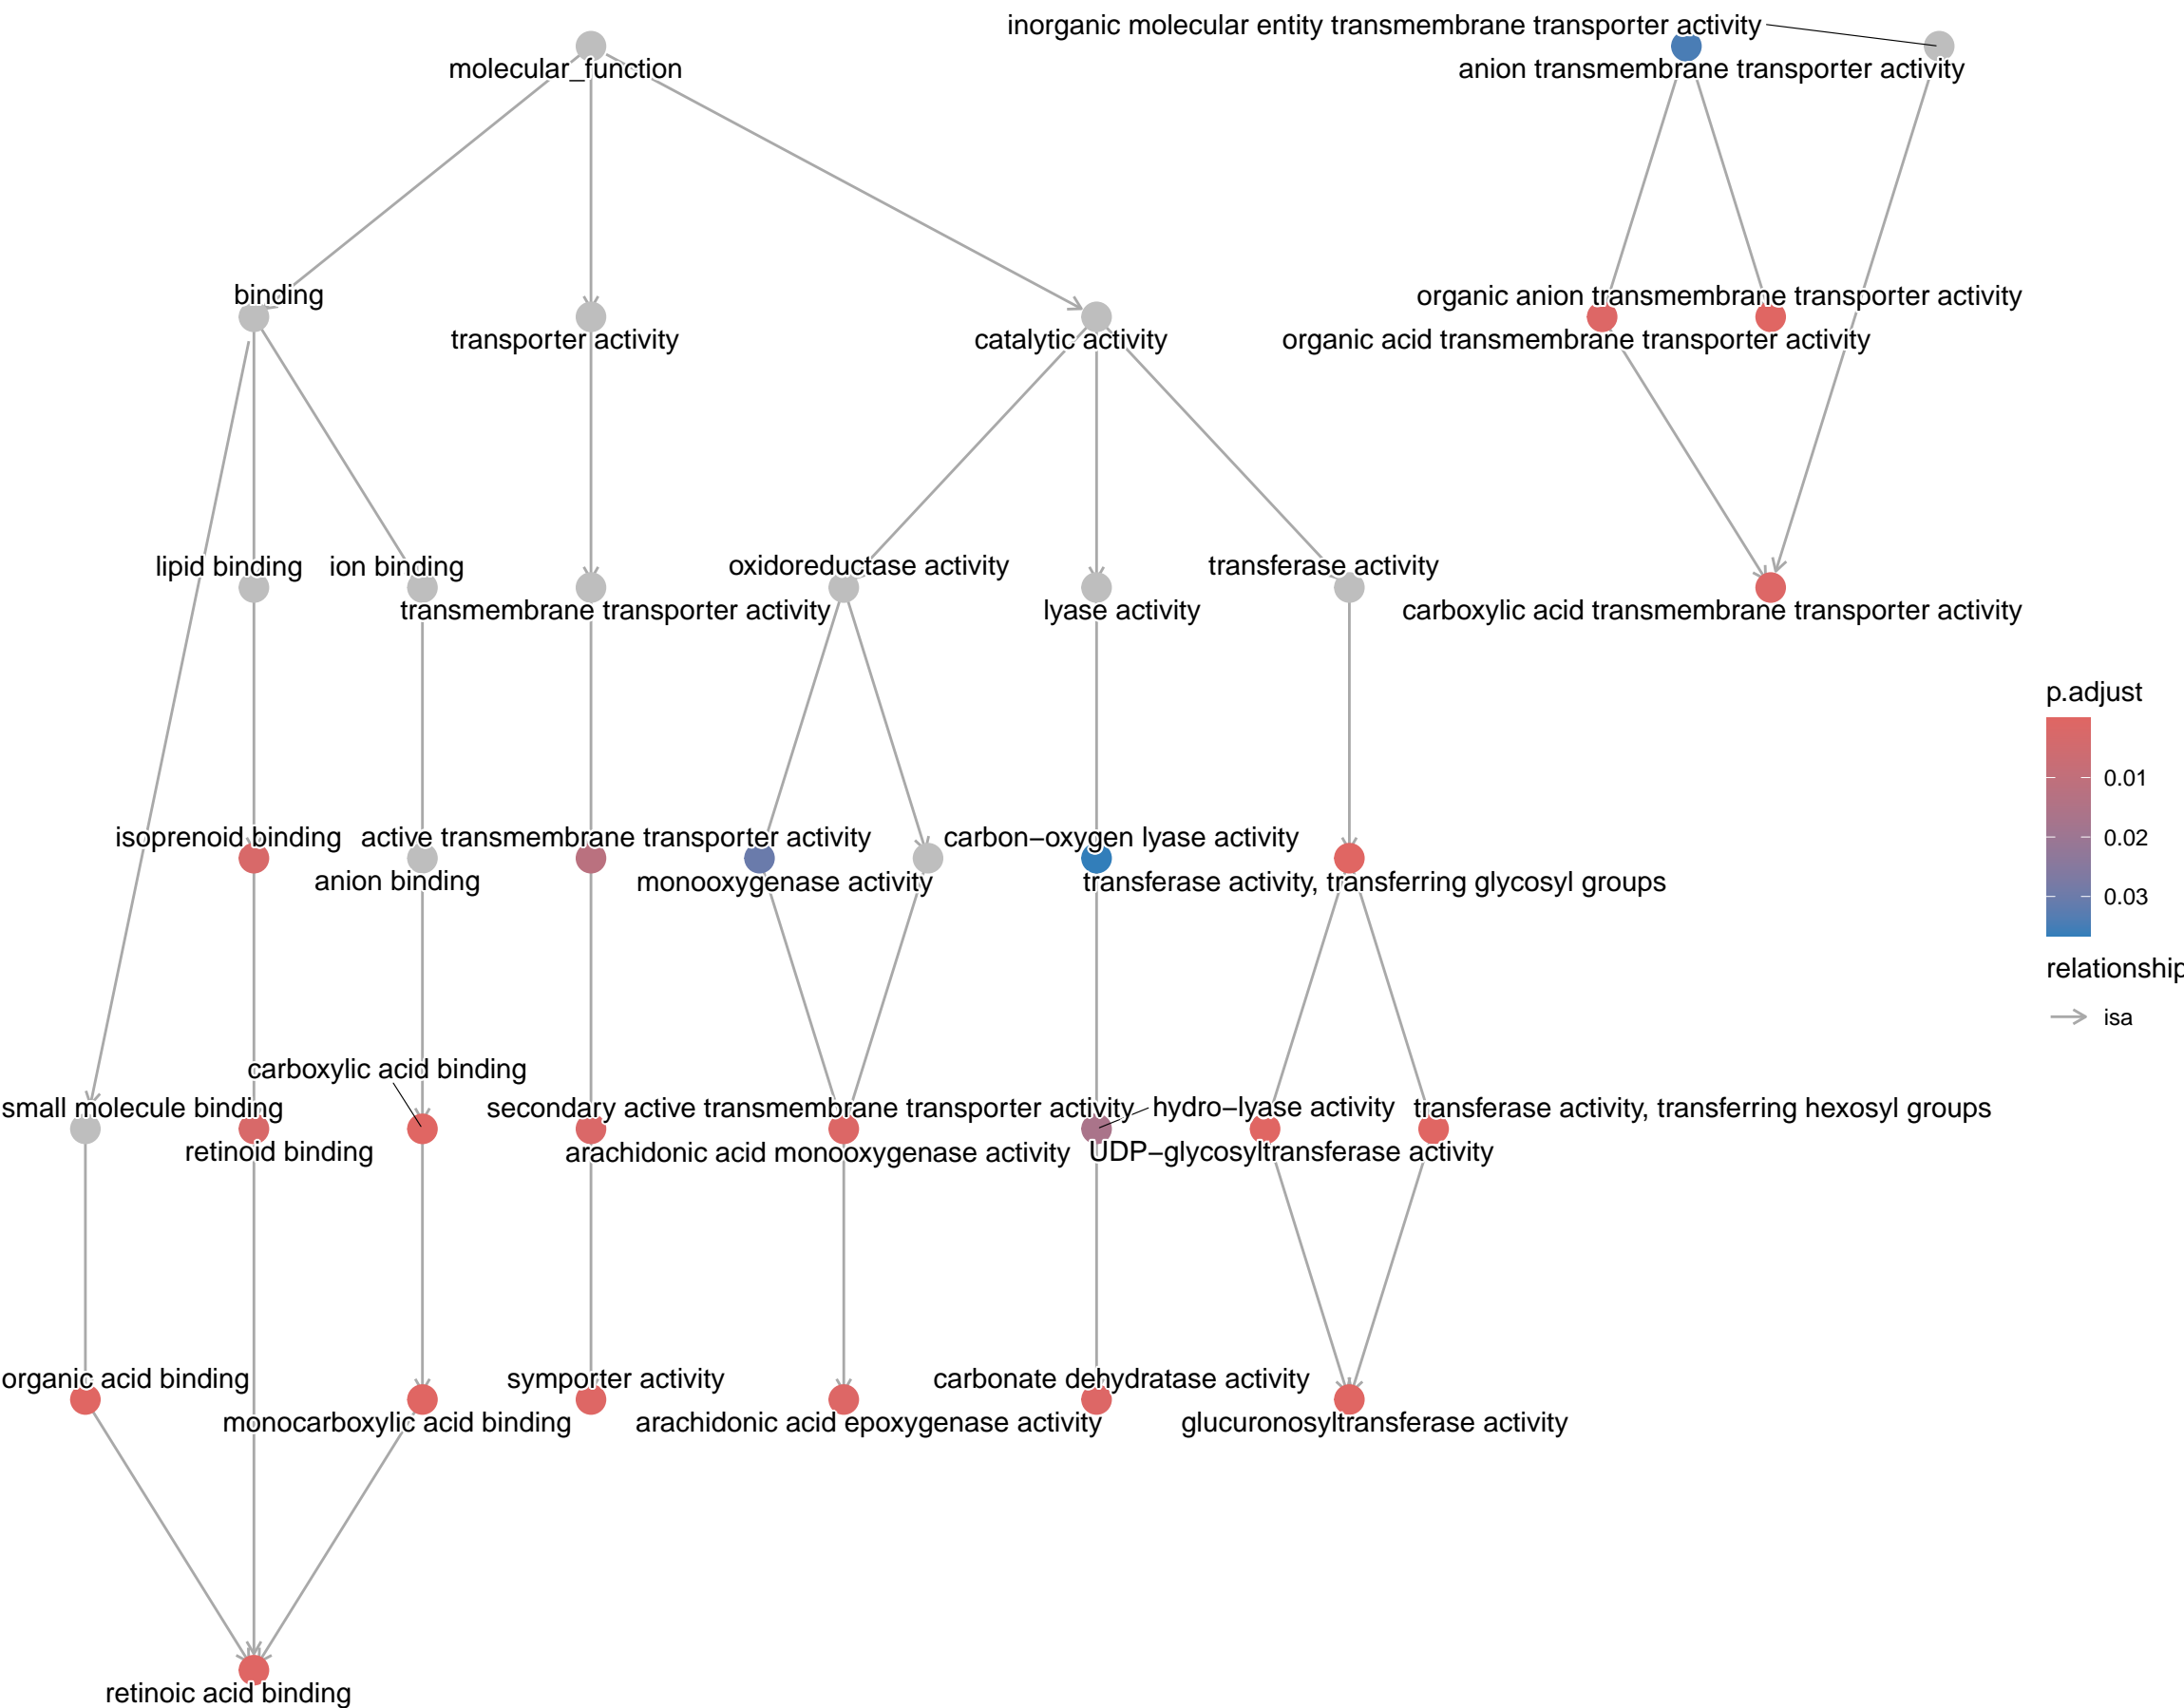 inorganic molecular entity transmembrane transporter activity
molecular_function
anion transmembrane transporter activity
binding
organic anion transmembrane transporter activity
transporter activity
catalytic activity
organic acid transmembrane transporter activity
lipid binding
ion binding
oxidoreductase activity
transferase activity
transmembrane transporter activity
lyase activity
carboxylic acid transmembrane transporter activity
p.adjust
0.01
0.02
0.03
relationship
isa
isoprenoid binding
active transmembrane transporter activity
carbon−oxygen lyase activity
anion binding
monooxygenase activity
transferase activity, transferring glycosyl groups
carboxylic acid binding
small molecule binding
secondary active transmembrane transporter activity
hydro−lyase activity
transferase activity, transferring hexosyl groups
retinoid binding
arachidonic acid monooxygenase activity
UDP−glycosyltransferase activity
organic acid binding
symporter activity
carbonate dehydratase activity
monocarboxylic acid binding
arachidonic acid epoxygenase activity
glucuronosyltransferase activity
retinoic acid binding